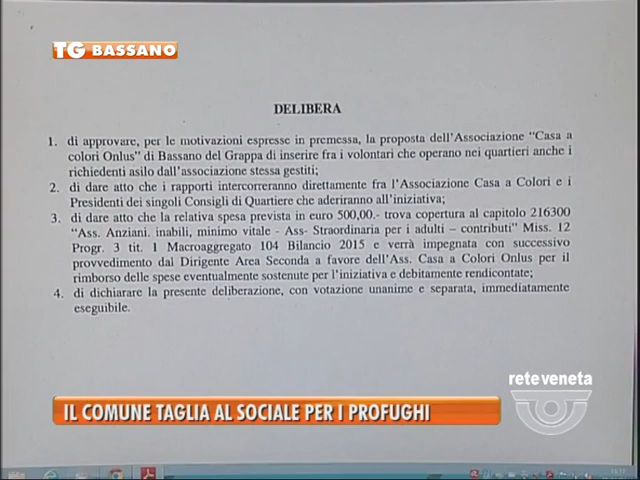 TG BASSANO
DELIBERA
1. di approvare, per le motivazioni espresse in premessa, la proposta dell'Associazione "Casa a
colori Onlus" di Bassano del Grappa di inserire fra i volontari che operano nei quartieri anche i
richiedenti asilo dall'associazione stessa gestiti;
2. di dare atto che i rapporti intercorreranno direttamente fra l'Associazione Casa a Colori e i
Presidenti dei singoli Consigli di Quartiere che aderiranno all'iniziativa;
3. di dare atto che la relativa spesa prevista in euro 500,00.- trova copertura al capitolo 216300
"Ass. Anziani. inabili, minimo vitale - Ass- Straordinaria per i adulti – contributi" Miss. 12
Progr. 3 tit. 1 Macroaggregato 104 Bilancio 2015 e verrà impegnata con successivo
provvedimento dal Dirigente Area Seconda a favore dell'Ass. Casa a Colori Onlus per il
rimborso delle spese eventualmente sostenute per l'iniziativa e debitamente rendicontate;
4. di dichiarare la presente deliberazione, con votazione unanime e separata, immediatamente
eseguibile.
reteveneta
IL COMUNE TAGLIA AL SOCIALE PER I PROFUGHI